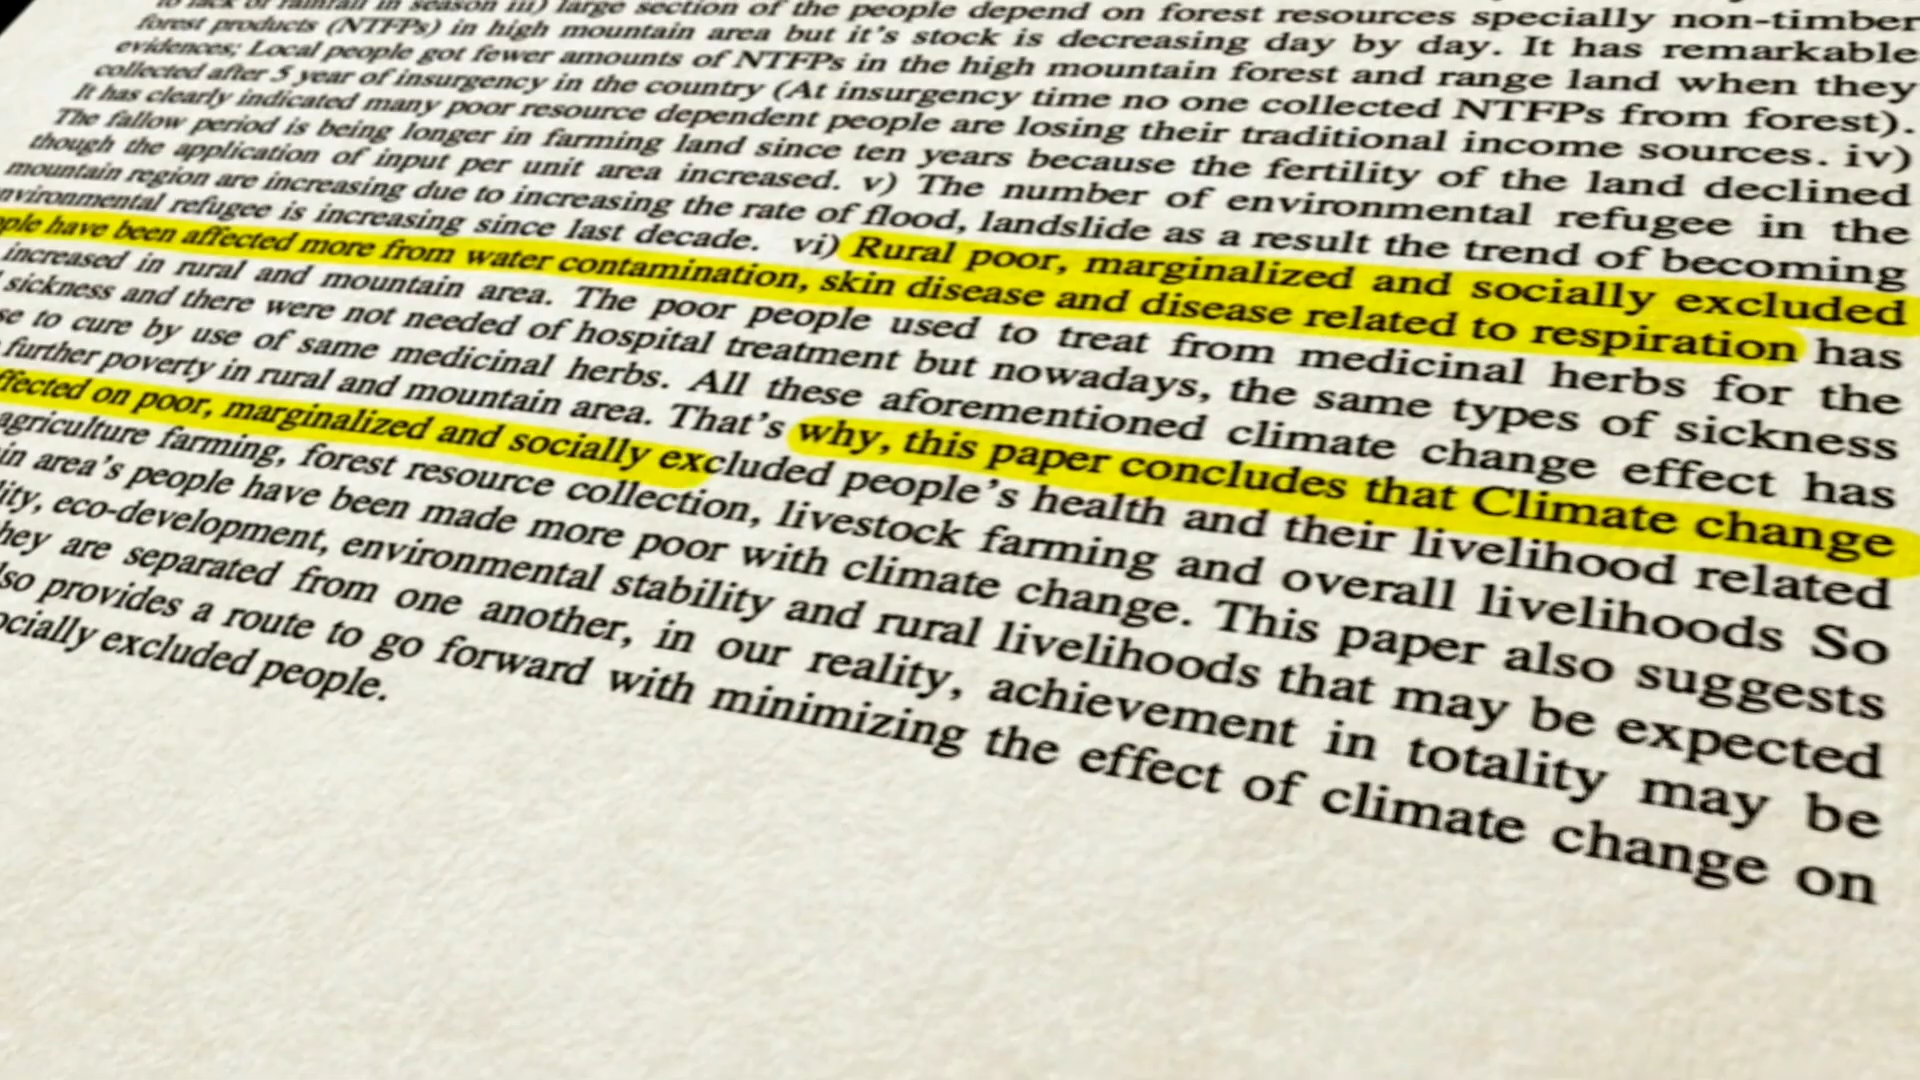 to lack of rainfall in season iii) large section of the people depend on forest resources specially non-timber
forest products (NTFPs) in high mountain area but it's stock is decreasing day by day. It has remarkable
evidences; Local people got fewer amounts of NTFPs in the high mountain forest and range land when they
collected after 5 year of insurgency in the country (At insurgency time no one collected NTFPs from forest).
It has clearly indicated many poor resource dependent people are losing their traditional income sources. iv)
The fallow period is being longer in farming land since ten years because the fertility of the land declined
though the application of input per unit area increased. v) The number of environmental refugee in the
mountain region are increasing due to increasing the rate of flood, landslide as a result the trend of becoming
environmental refugee is increasing since last decade. vi) Rural poor, marginalized and socially excluded
ple have been affected more from water contamination, skin disease and disease related to respiration has
increased in rural and mountain area. The poor people used to treat from medicinal herbs for the
sickness and there were not needed of hospital treatment but nowadays, the same types of sickness
se to cure by use of same medicinal herbs. All these aforementioned climate change effect has
further poverty in rural and mountain area. That's why, this paper concludes that Climate change
ffected on poor, marginalized and socially excluded people's health and their livelihood related
agriculture farming, forest resource collection, livestock farming and overall livelihoods So
in area's people have been made more poor with climate change. This paper also suggests
lity, eco-development, environmental stability and rural livelihoods that may be expected
hey are separated from one another, in our reality, achievement in totality may be
lso provides a route to go forward with minimizing the effect of climate change on
ocially excluded people.